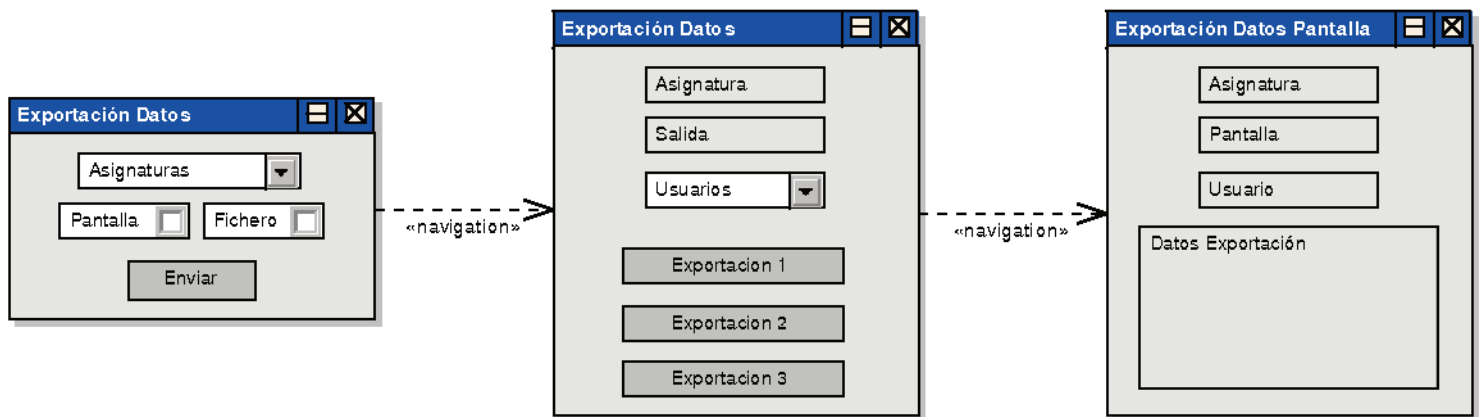 Exportación Datos
Asignaturas
Pantalla
Fichero
Enviar
«navigation»
Exportación Datos
Asignatura
Salida
Usuarios
Exportacion 1
Exportacion 2
Exportacion 3
«navigation»
Exportación Datos Pantalla
Asignatura
Pantalla
Usuario
Datos Exportación